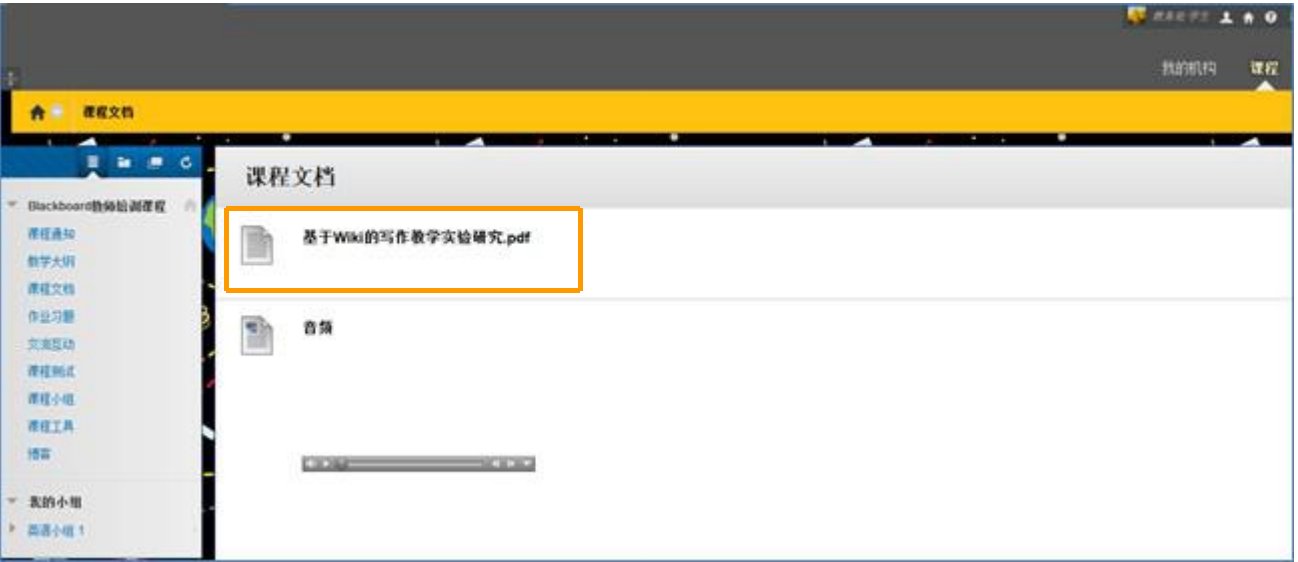 我的机构 课程
课程文档
课程文档
Blackboard教师培训课程
课程通知
教学大纲
课程文档
作业习题
交流互动
课程测试
课程小组
课程工具
博客
我的小组
英语小组 1
基于Wiki的写作教学实验研究.pdf
音频